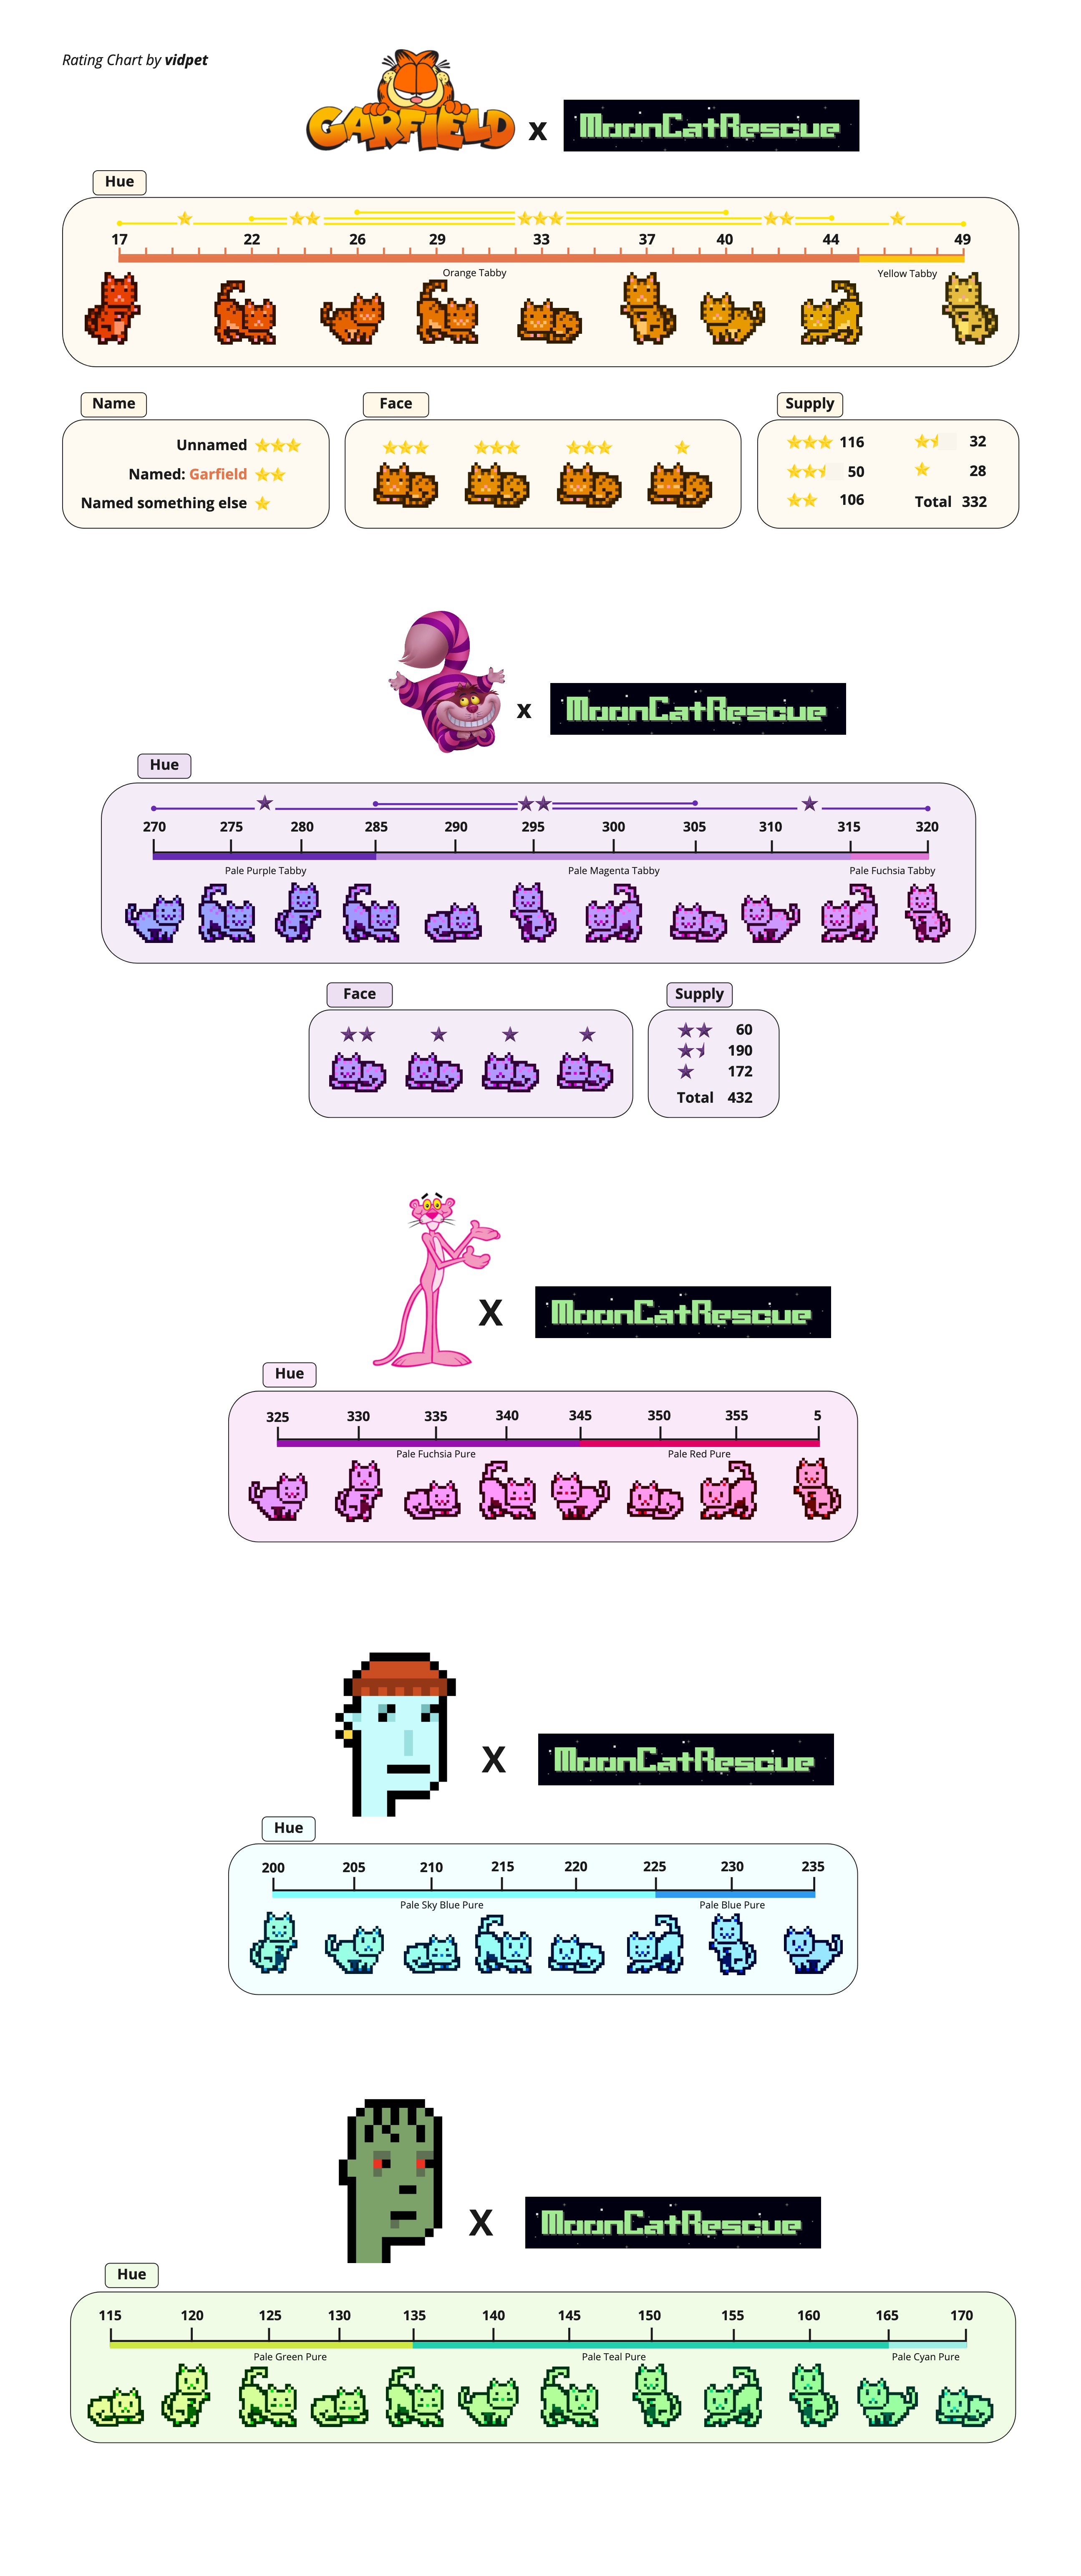 Rating Chart by vidpet
GARFIELD x MoonCatRescue
Hue
17 22 26 29 33 37 40 44 49
Orange Tabby Yellow Tabby
Name Face Supply
Unnamed
Named: Garfield
Named something else
116 32
50 28
106 Total 332
x MoonCatRescue
Hue
270 275 280 285 290 295 300 305 310 315 320
Pale Purple Tabby Pale Magenta Tabby Pale Fuchsia Tabby
Face Supply
60
190
172
Total 432
X MoonCatRescue
Hue
325 330 335 340 345 350 355 5
Pale Fuchsia Pure Pale Red Pure
X MoonCatRescue
Hue
200 205 210 215 220 225 230 235
Pale Sky Blue Pure Pale Blue Pure
X MoonCatRescue
Hue
115 120 125 130 135 140 145 150 155 160 165 170
Pale Green Pure Pale Teal Pure Pale Cyan Pure